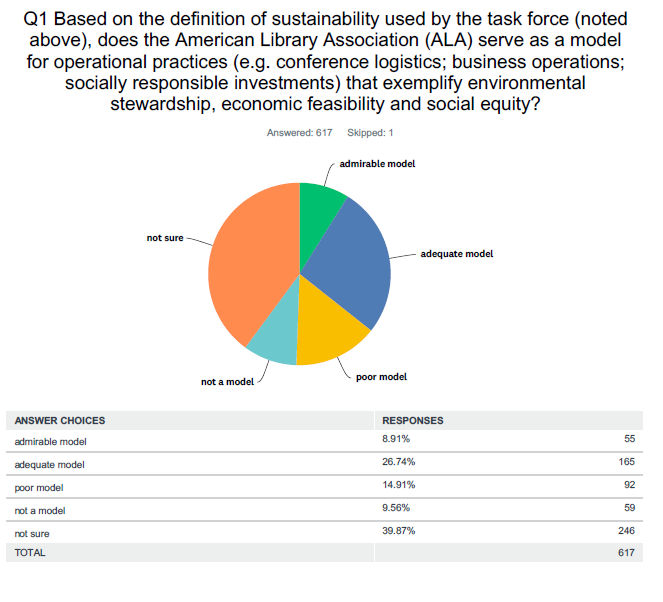 Q1 Based on the definition of sustainability used by the task force (noted
above), does the American Library Association (ALA) serve as a model
for operational practices (e.g. conference logistics; business operations;
socially responsible investments) that exemplify environmental
stewardship, economic feasibility and social equity?
Answered: 617 Skipped: 1
admirable model
not sure
adequate model
poor model
not a model
ANSWER CHOICES RESPONSES
admirable model 8.91% 55
adequate model 26.74% 165
poor model 14.91% 92
not a model 9.56% 59
not sure 39.87% 246
TOTAL 617